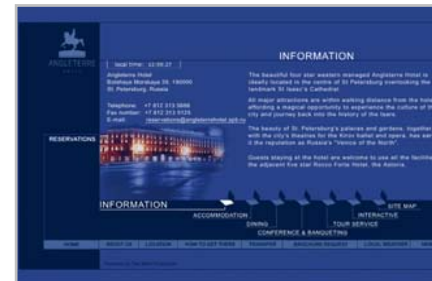 ANGLETERRE
HOTEL
local time: 22:09:27
INFORMATION
Angleterre Hotel
Bolshaya Morskaya 39, 190000
St. Petersburg, Russia
Telephone: +7 812 313
Fax number: +7 812 313
E-mail: reservations@angleterrehotel.spb.ru
The beautiful four star western managed Angleterre Hotel is
ideally located in the centre of St Petersburg overlooking the
landmark St Isaac's Cathedral
All major attractions are within walking distance from the hotel
affording a magical opportunity to experience the culture of the
city and journey back into the history of the tsars.
The beauty of St. Petersburg's palaces and gardens, together
with the city's theatres for the Kirov ballet and opera, has
it the reputation as Russia's "Venice of the North".
Guests staying at the hotel are welcome to use all the facilities
the adjacent five star Rocco Forte Hotel, the Astoria.
RESERVATIONS
INFORMATION
SITE MAP
ACCOMMODATION
INTERACTIVE
DINING
TOUR SERVICE
CONFERENCE & BANQUETING
HOME
ABOUT US
LOCATION
HOW TO GET THERE
TRANSFER
BROCHURE REQUEST
LOCAL WEATHER